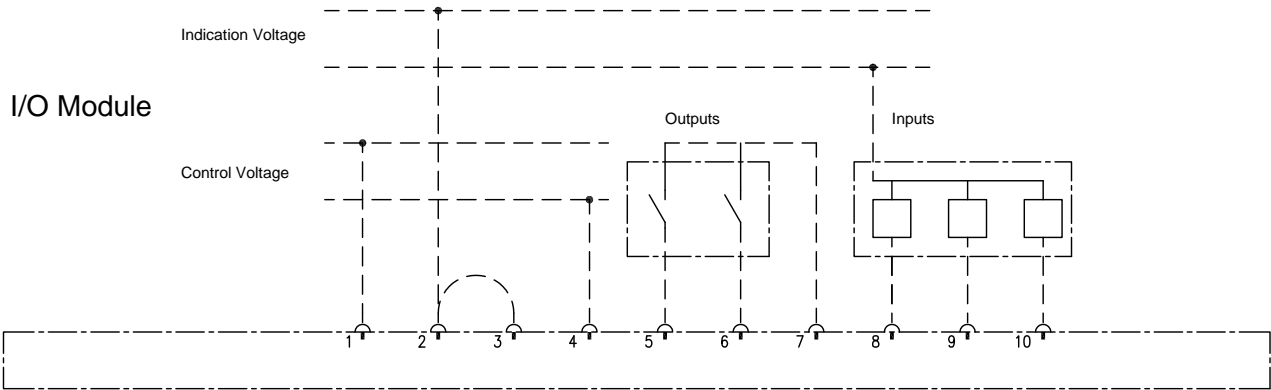 Indication Voltage
I/O Module
Outputs
Inputs
Control Voltage
1 2 3 4 5 6 7 8 9 10